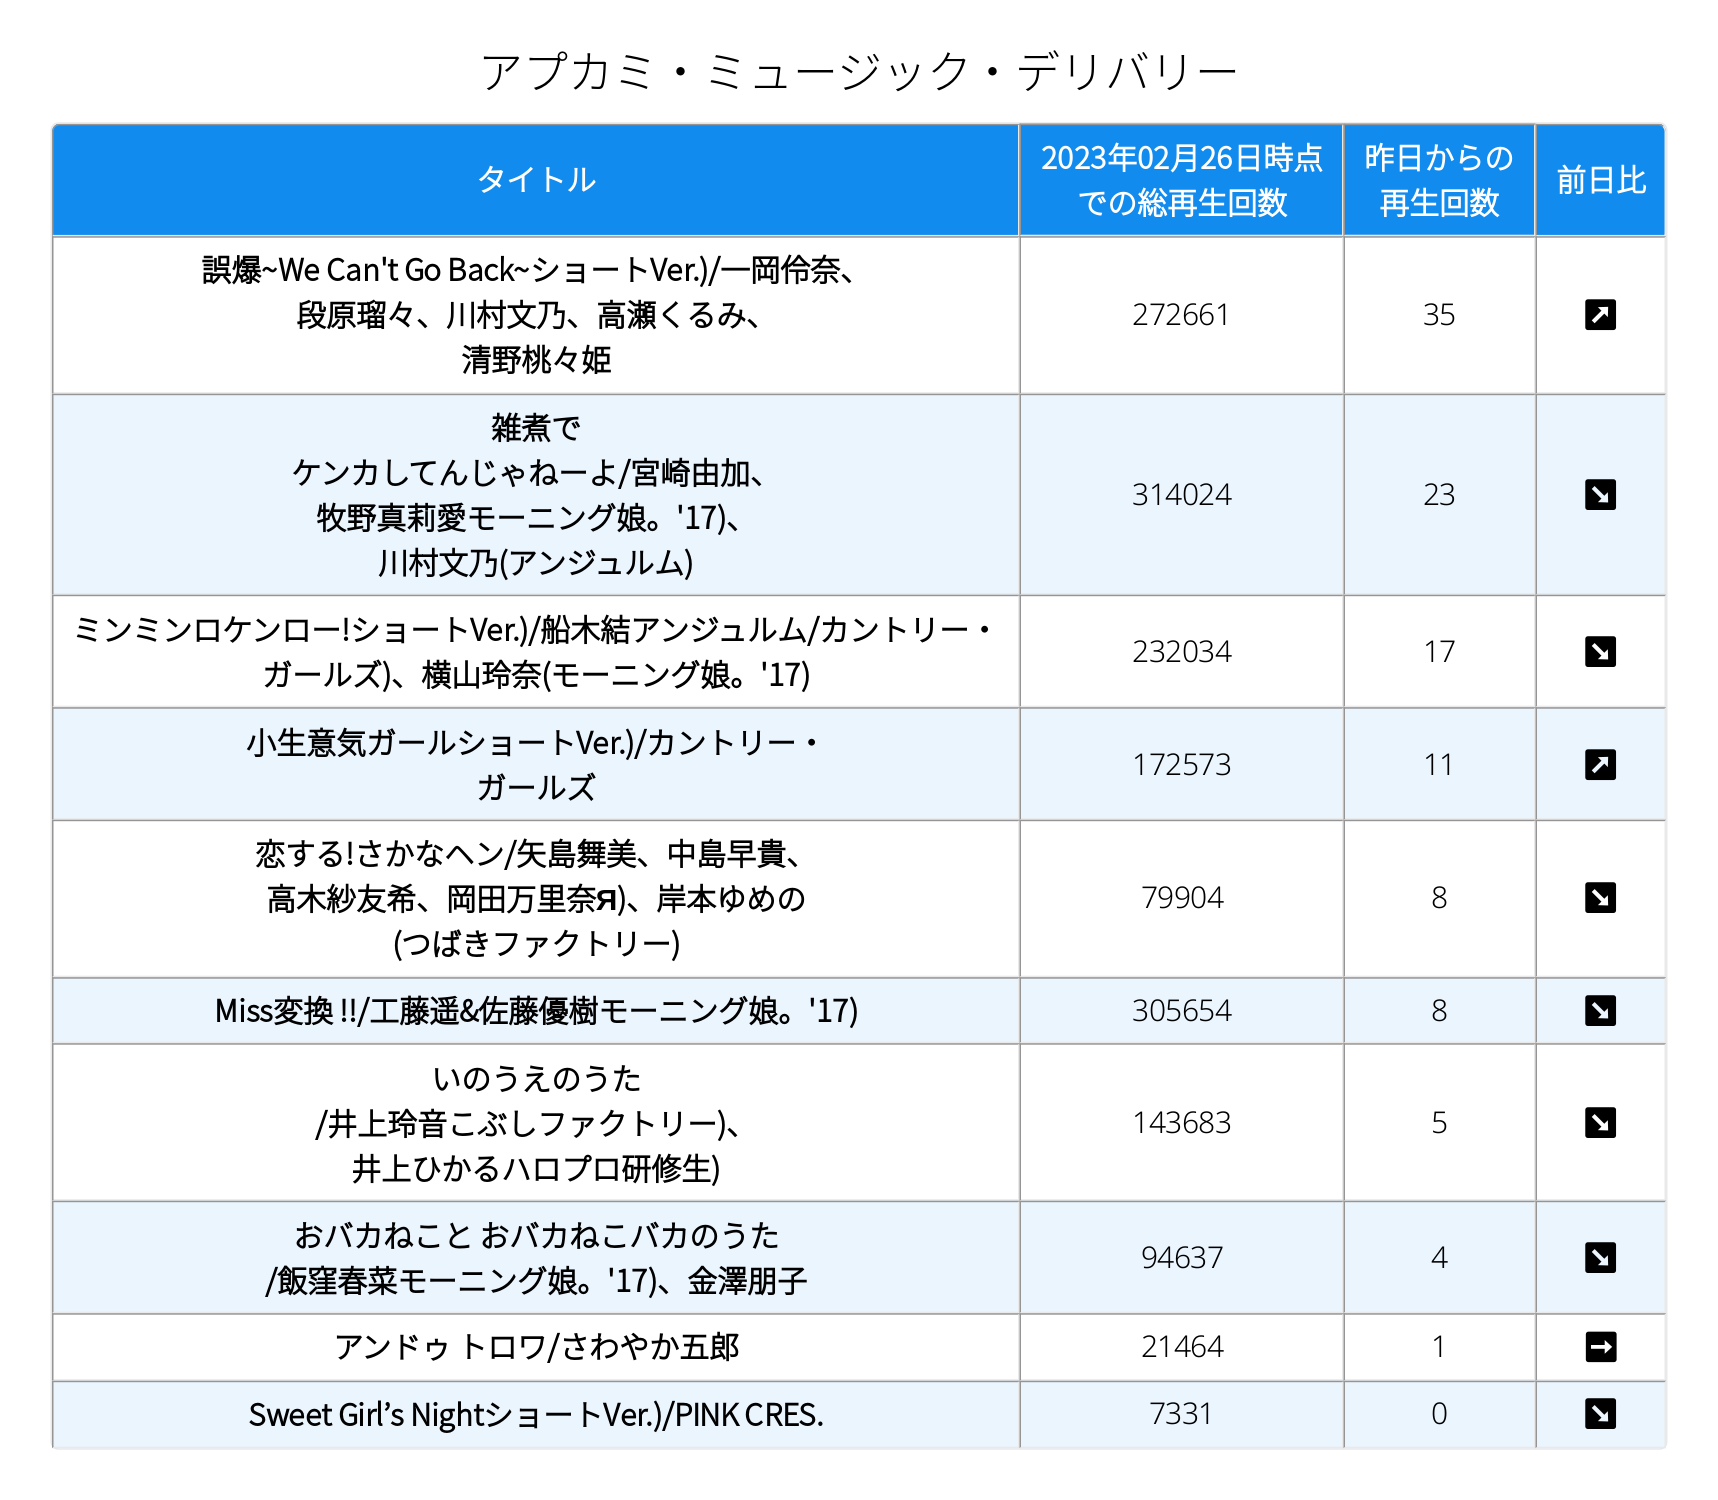 アプカミ・ミュージック・デリバリー
タイトル
2023年02月26日時点
での総再生回数
昨日からの
再生回数
前日比
誤爆~We Can't Go Back~ショートVer.)/一岡伶奈、
段原瑠々、川村文乃、高瀬くるみ、
清野桃々姫
272661
35
雑煮で
ケンカしてんじゃねーよ/宮崎由加、
牧野真莉愛モーニング娘。'17)、
川村文乃(アンジュルム)
314024
23
ミンミンロケンロー!ショートVer.)/船木結アンジュルム/カントリー・
ガールズ)、横山玲奈(モーニング娘。'17)
232034
17
小生意気ガールショートVer.)/カントリー・
ガールズ
172573
11
恋する!さかなヘン/矢島舞美、中島早貴、
高木紗友希、岡田万里奈Я)、岸本ゆめの
(つばきファクトリー)
79904
8
Miss変換 !!/工藤遥&佐藤優樹モーニング娘。'17)
305654
8
いのうえのうた
/井上玲音こぶしファクトリー)、
井上ひかるハロプロ研修生)
143683
5
おバカねこと おバカねこバカのうた
/飯窪春菜モーニング娘。'17)、金澤朋子
94637
4
アンドゥ トロワ/さわやか五郎
21464
1
Sweet Girl’s NightショートVer.)/PINK CRES.
7331
0